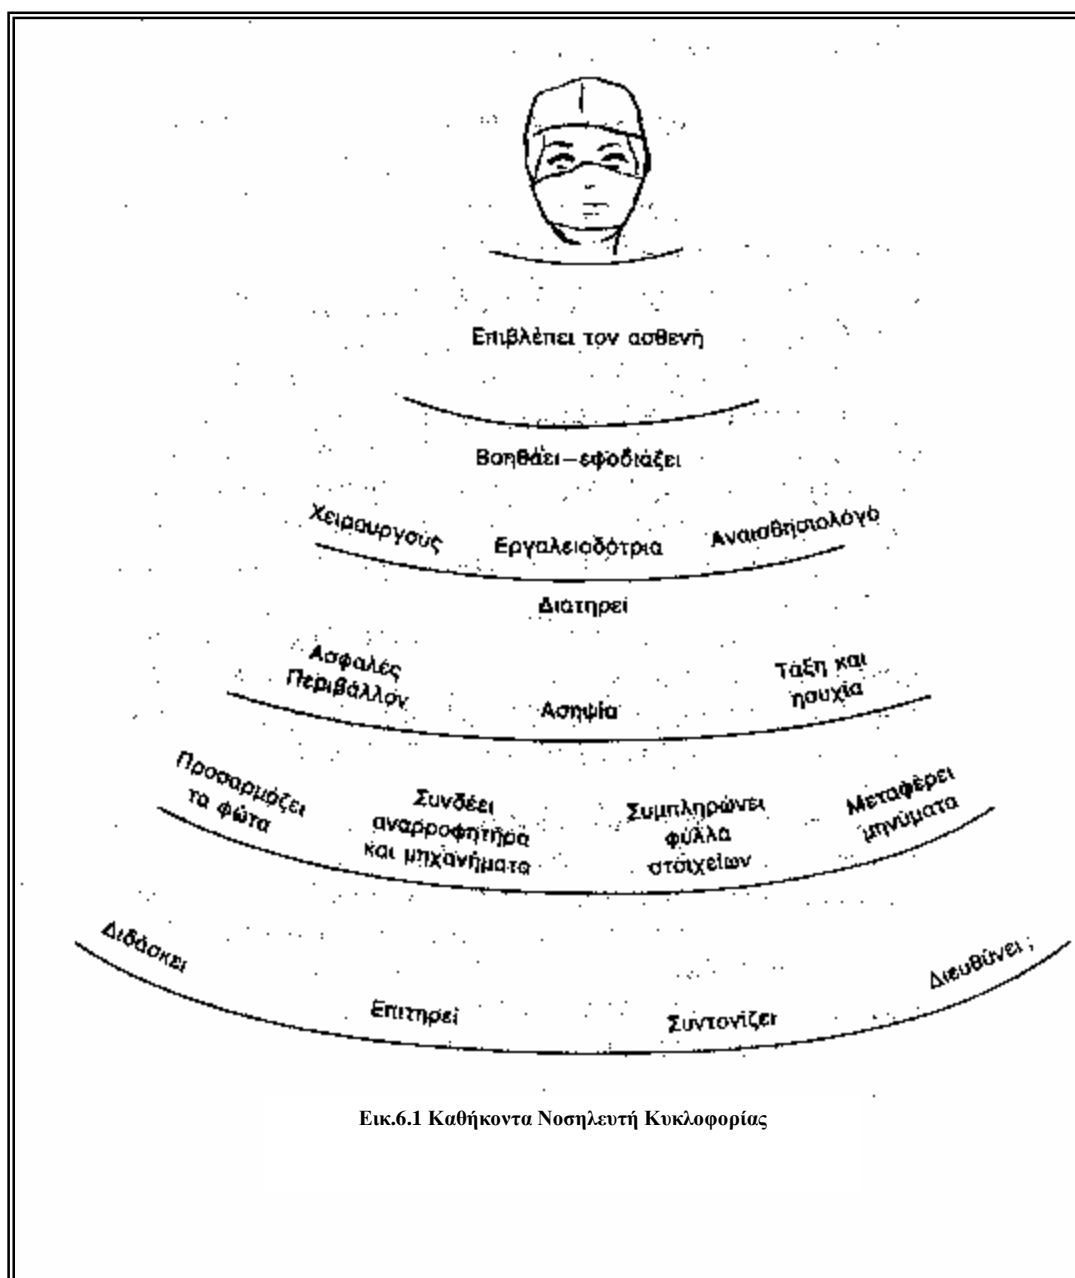 Επιβλέπει τον ασθενή
Βοηθάει–εφοδιάζει
Χειρουργούς Εργαλειοδότρια Αναισθησιολόγο
Διατηρεί
Ασφαλές
Περιβάλλον
Ασηψία
Τάξη και
ησυχία
Προσαρμόζει
τα φώτα
Συνδέει
αναρροφητήρα
και μηχανήματα
Συμπληρώνει
φύλλα
στοιχείων
Μεταφέρει
μηνύματα
Διδάσκει
Επιτηρεί
Συντονίζει
Διευθύνει
Εικ.6.1 Καθήκοντα Νοσηλευτή Κυκλοφορίας